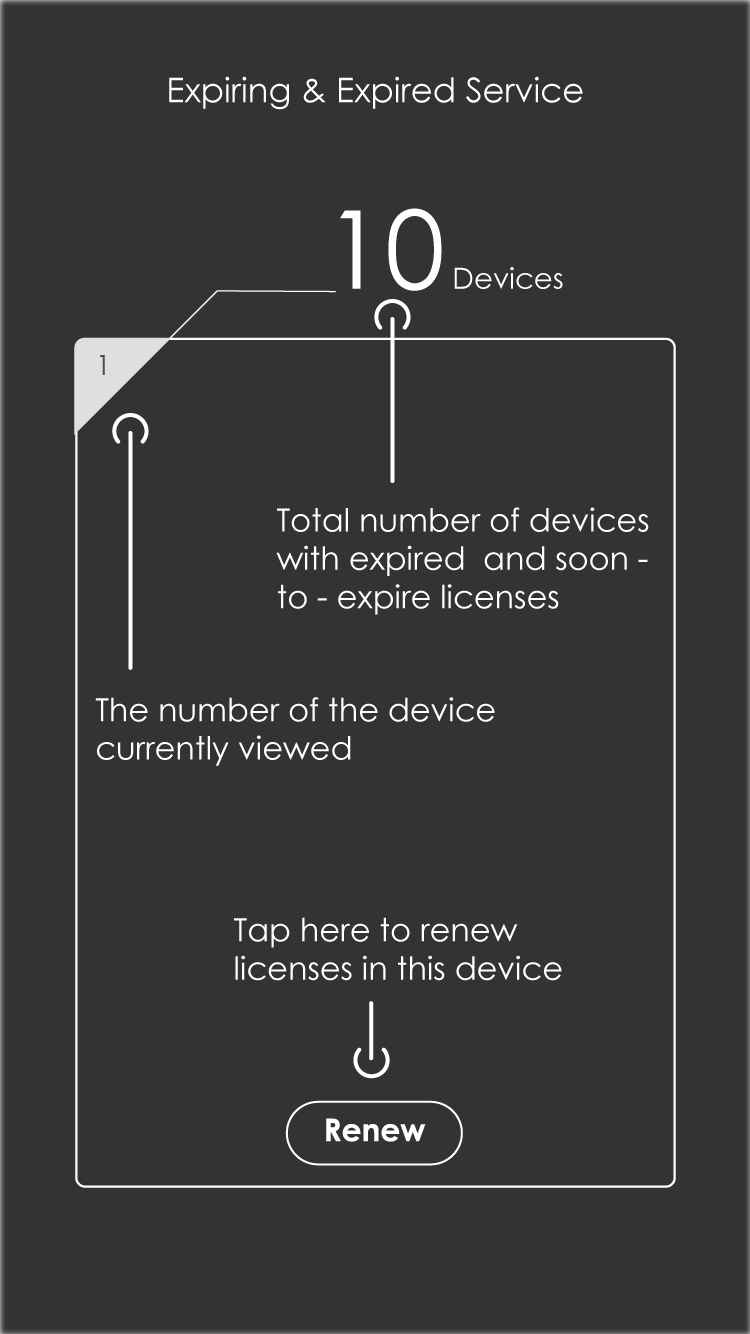 Expiring & Expired Service
10 Devices
1
Total number of devices
with expired  and soon -
to - expire licenses
The number of the device
currently viewed
Tap here to renew
licenses in this device
Renew